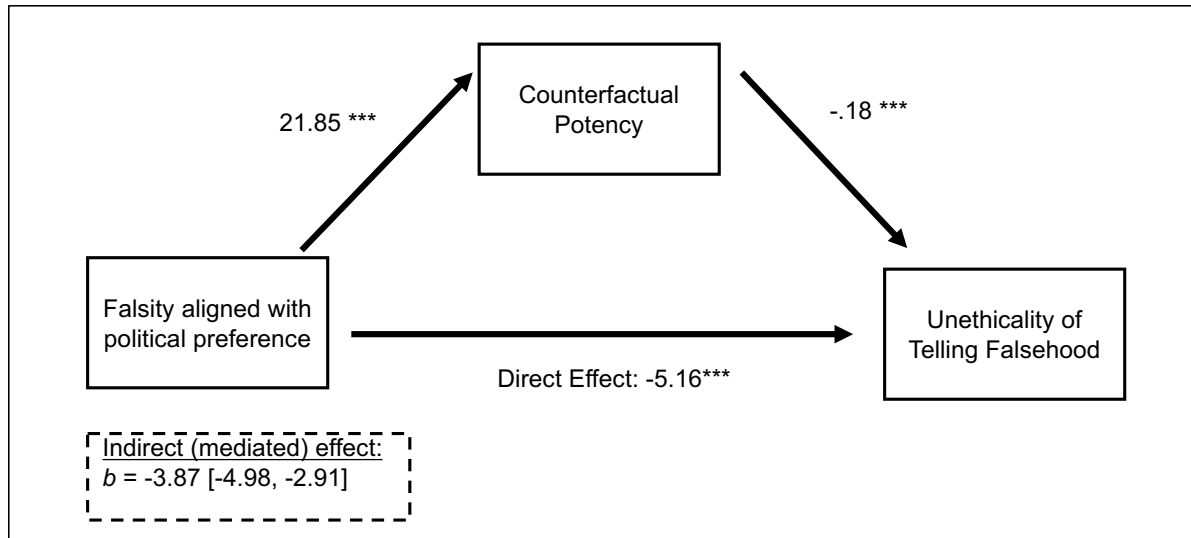 Counterfactual
Potency
21.85 ***
-.18 ***
Falsity aligned with
political preference
Unethicality of
Telling Falsehood
Direct Effect: -5.16***
Indirect (mediated) effect:
b = -3.87 [-4.98, -2.91]